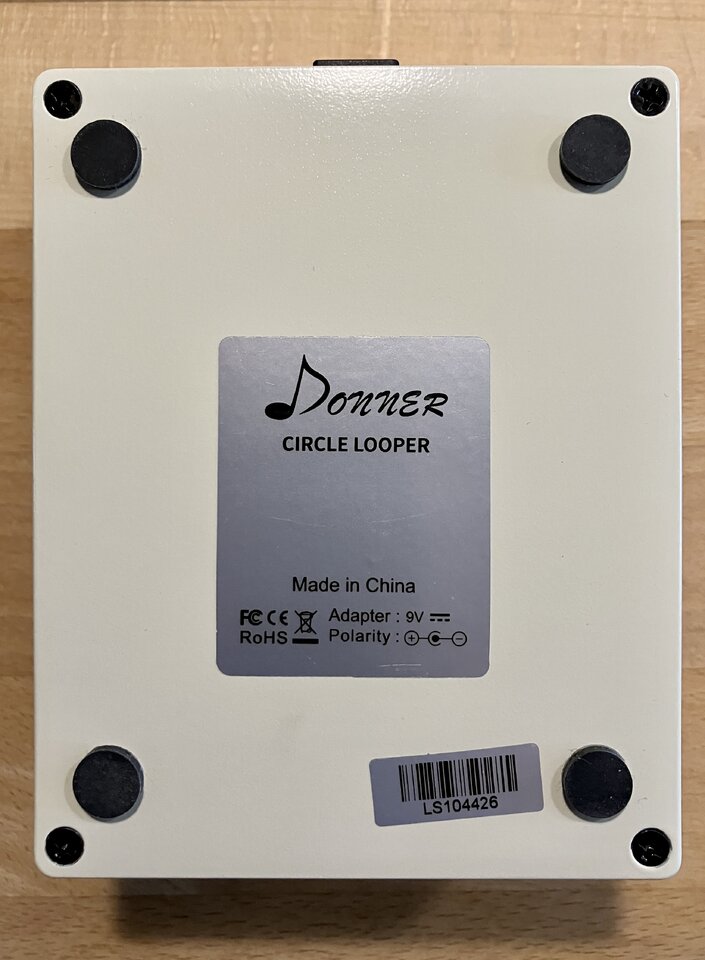 DONNER
CIRCLE LOOPER
Made in China
FC CE Adapter : 9V
RoHS Polarity : + -
LS104426